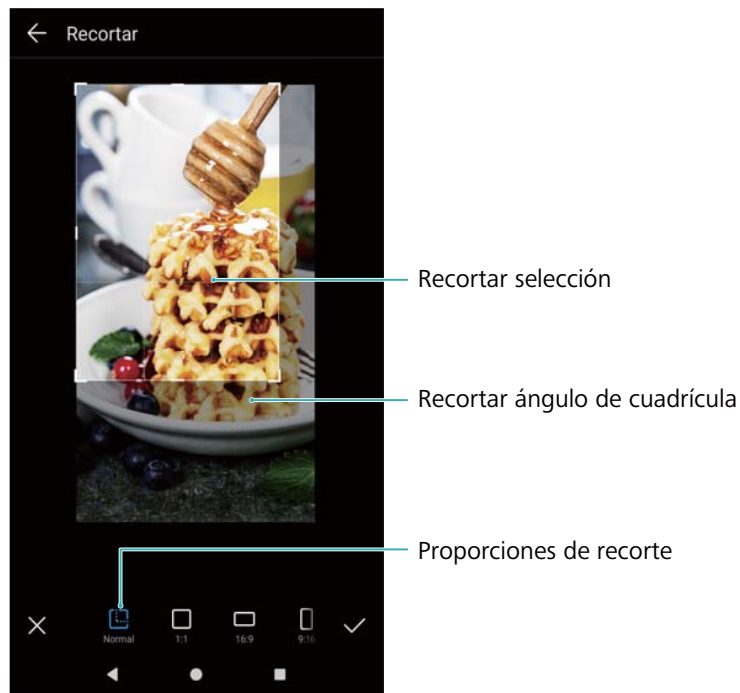 Recortar
Recortar selección
Recortar ángulo de cuadrícula
Proporciones de recorte
Normal
1:1
16:9
9:16